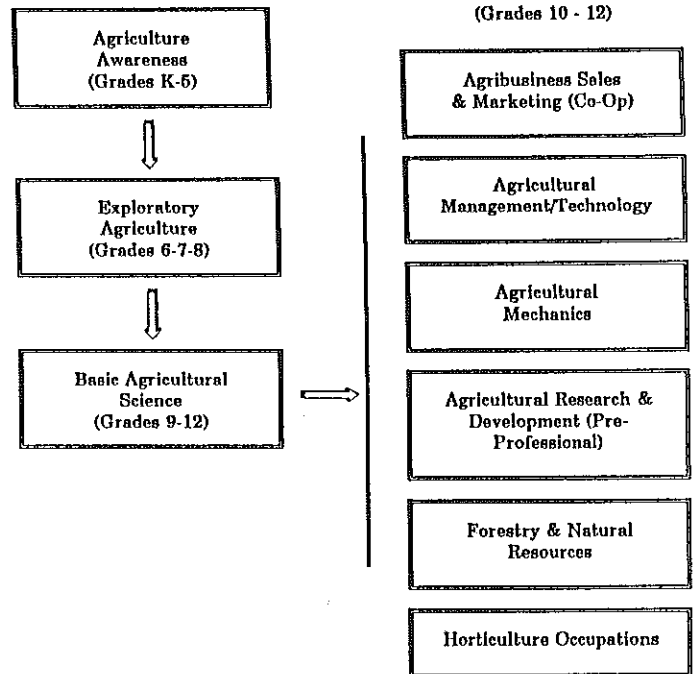 Agriculture
Awareness
(Grades K-5)
Exploratory
Agriculture
(Grades 6-7-8)
Basic Agricultural
Science
(Grades 9-12)
(Grades 10 - 12)
Agribusiness Sales
& Marketing (Co-Op)
Agricultural
Management/Technology
Agricultural
Mechanics
Agricultural Research &
Development (Pre-
Professional)
Forestry & Natural
Resources
Horticulture Occupations